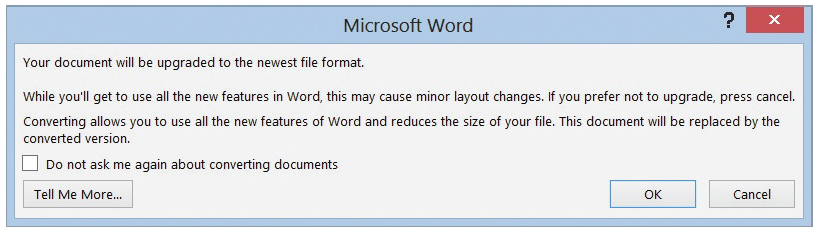 Microsoft Word
?
Your document will be upgraded to the newest file format.
While you'll get to use all the new features in Word, this may cause minor layout changes. If you prefer not to upgrade, press cancel.
Converting allows you to use all the new features of Word and reduces the size of your file. This document will be replaced by the
converted version.
Do not ask me again about converting documents
Tell Me More...
OK
Cancel